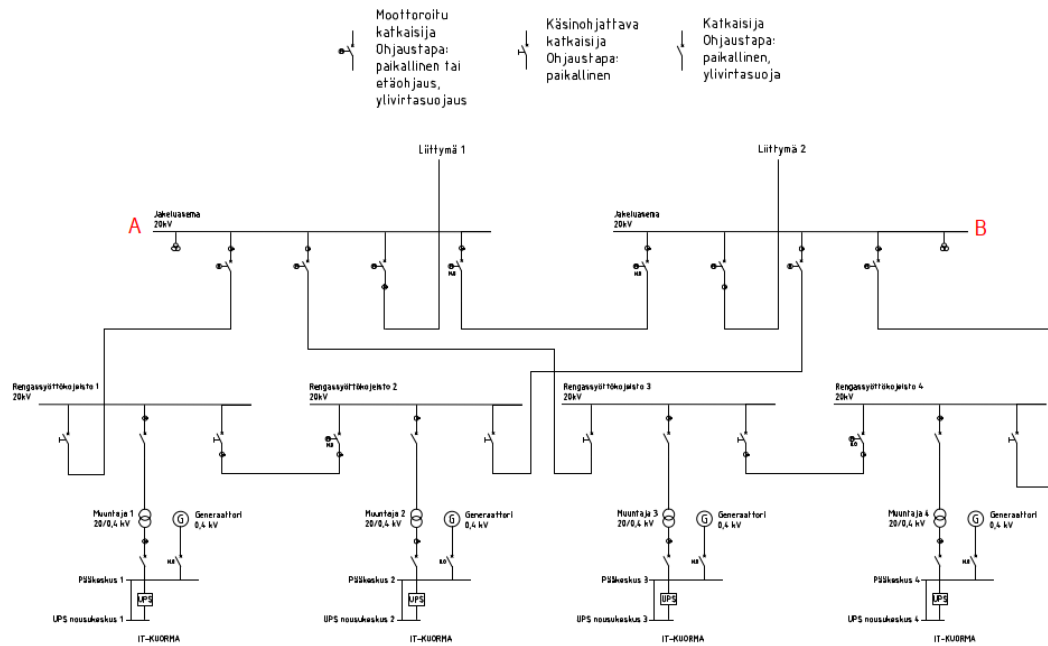 Moottoroitu
katkaisija
Ohjaustapa:
paikallinen tai
etäohjaus,
ylivirtasuojaus
Käsinohjattava
katkaisija
Ohjaustapa:
paikallinen
Katkaisija
Ohjaustapa:
paikallinen,
ylivirtasuoja
Liittymä 1
Liittymä 2
A
Jakeluasema
20kV
Jakeluasema
20kV
B
Rengassyöttökojeisto 1
20kV
Rengassyöttökojeisto 2
20kV
Rengassyöttökojeisto 3
20kV
Rengassyöttökojeisto 4
20kV
Muuntaja 1
20/0,4 kV
G
Generaattori
0,4 kV
Muuntaja 2
20/0,4 kV
G
Generaattori
0,4 kV
Muuntaja 3
20/0,4 kV
G
Generaattori
0,4 kV
Muuntaja 4
20/0,4 kV
G
Generaattori
0,4 kV
Pääkeskus 1
Pääkeskus 2
Pääkeskus 3
Pääkeskus 4
UPS
UPS
UPS
UPS
UPS nousukeskus 1
UPS nousukeskus 2
UPS nousukeskus 3
UPS nousukeskus 4
IT-KUORMA
IT-KUORMA
IT-KUORMA
IT-KUORMA